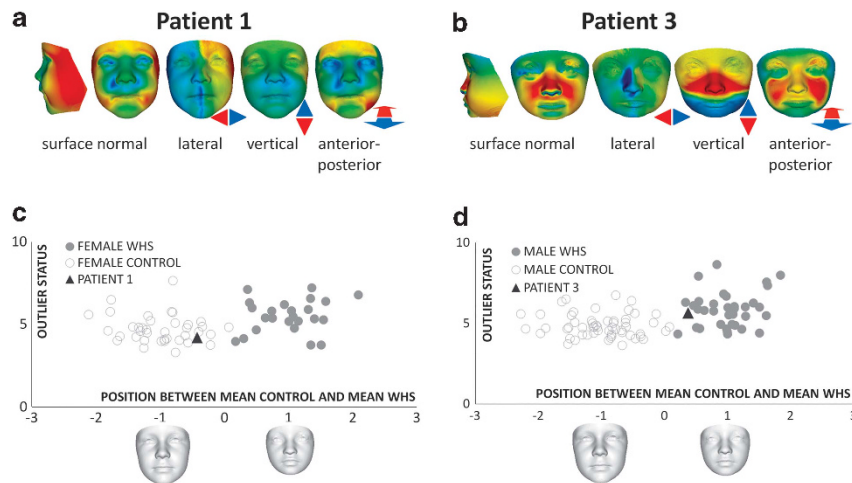 a
Patient 1
surface normal
lateral
vertical
anterior-
posterior
b
Patient 3
surface normal
lateral
vertical
anterior-
posterior
c
FEMALE WHS
FEMALE CONTROL
PATIENT 1
OUTLIER STATUS
10
5
0
POSITION BETWEEN MEAN CONTROL AND MEAN WHS
-3 -2 -1 0 1 2 3
d
MALE WHS
MALE CONTROL
PATIENT 3
OUTLIER STATUS
10
5
0
POSITION BETWEEN MEAN CONTROL AND MEAN WHS
-3 -2 -1 0 1 2 3